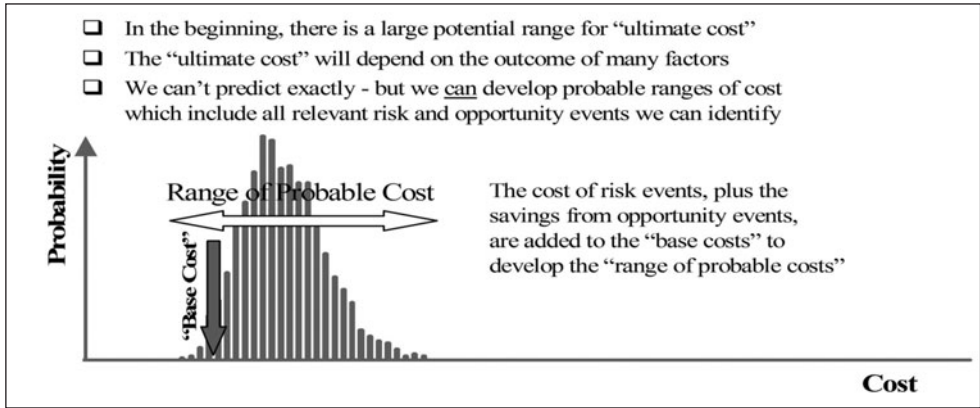 ❑ In the beginning, there is a large potential range for “ultimate cost”
❑ The “ultimate cost” will depend on the outcome of many factors
❑ We can’t predict exactly - but we can develop probable ranges of cost
which include all relevant risk and opportunity events we can identify
Probability
Range of Probable Cost
“Base Cost”
The cost of risk events, plus the
savings from opportunity events,
are added to the “base costs” to
develop the “range of probable costs”
Cost